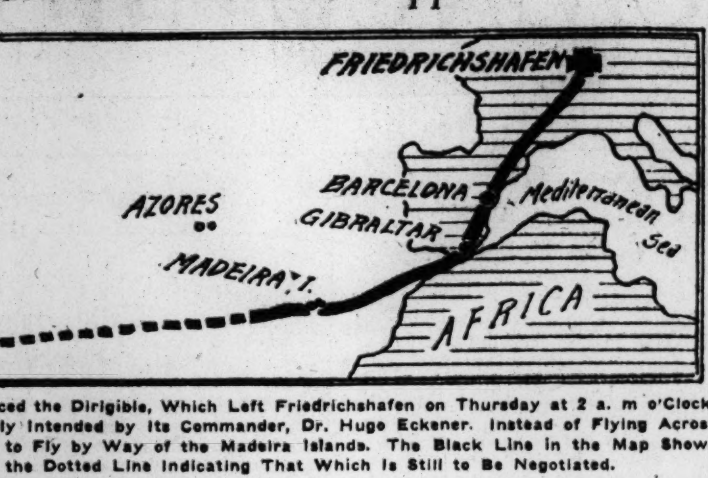 FRIEDRICHSHAFEN
BARCELONA
Mediterranean
Sea
AZORES
GIBRALTAR
MADEIRA I.
AFRICA
ced the Dirigible, Which Left Friedrichshafen on Thursday at 2 a. m o'Clock
ly Intended by Its Commander, Dr. Hugo Eckener. Instead of Flying Acros
to Fly by Way of the Madeira Islands. The Black Line in the Map Show
the Dotted Line Indicating That Which Is Still to Be Negotiated.